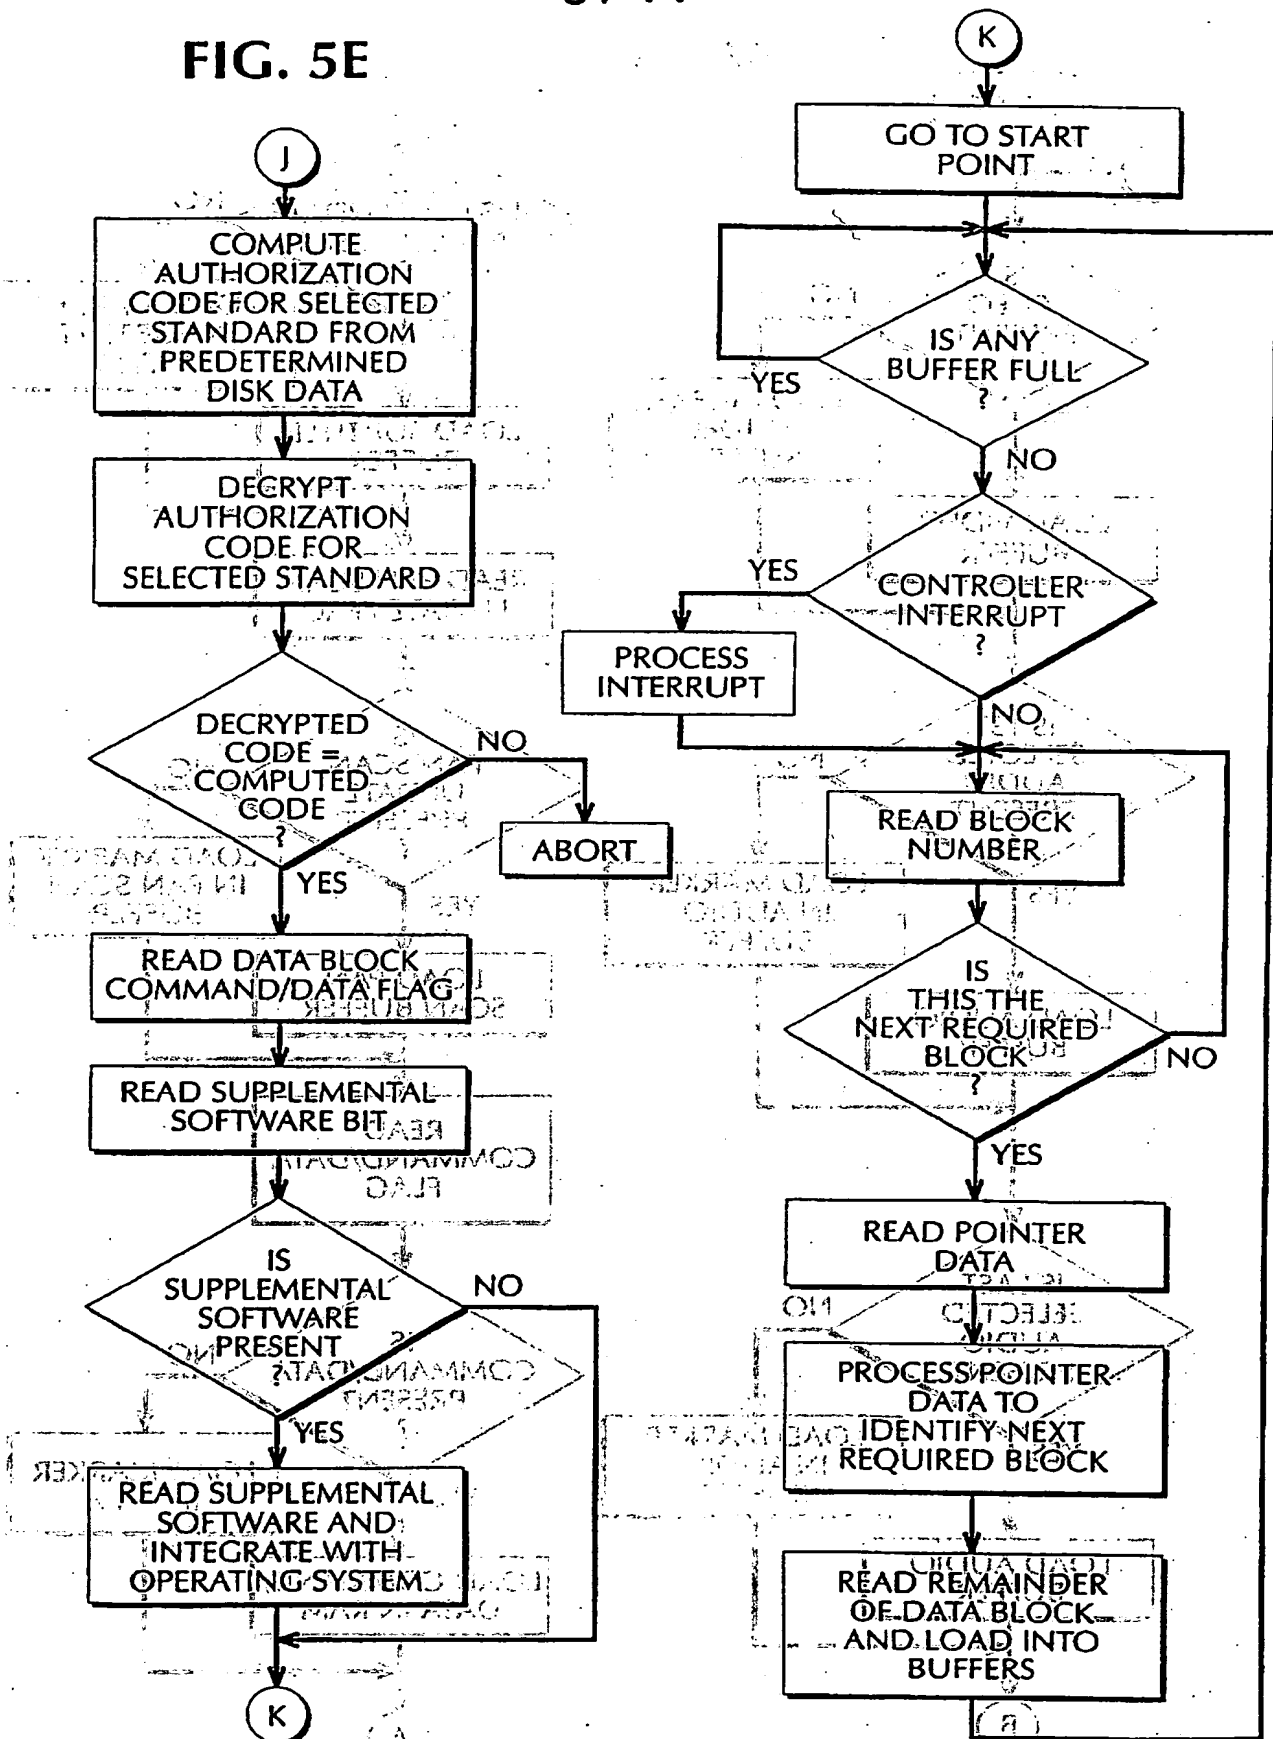 FIG. 5E
J
COMPUTE
AUTHORIZATION
CODE FOR SELECTED
STANDARD FROM
PREDETERMINED
DISK DATA
DECRYPT
AUTHORIZATION
CODE FOR
SELECTED STANDARD
DECRYPTED
CODE =
COMPUTED
CODE
?
NO
ABORT
YES
READ DATA BLOCK
COMMAND/DATA FLAG
READ SUPPLEMENTAL
SOFTWARE BIT
IS
SUPPLEMENTAL
SOFTWARE
PRESENT
?
NO
YES
READ SUPPLEMENTAL
SOFTWARE AND
INTEGRATE WITH
OPERATING SYSTEM
K
K
GO TO START
POINT
IS ANY
BUFFER FULL
?
YES
NO
CONTROLLER
INTERRUPT
?
YES
PROCESS
INTERRUPT
NO
READ BLOCK
NUMBER
IS
THIS THE
NEXT REQUIRED
BLOCK
?
NO
YES
READ POINTER
DATA
PROCESS POINTER
DATA TO
IDENTIFY NEXT
REQUIRED BLOCK
READ REMAINDER
OF DATA BLOCK
AND LOAD INTO
BUFFERS